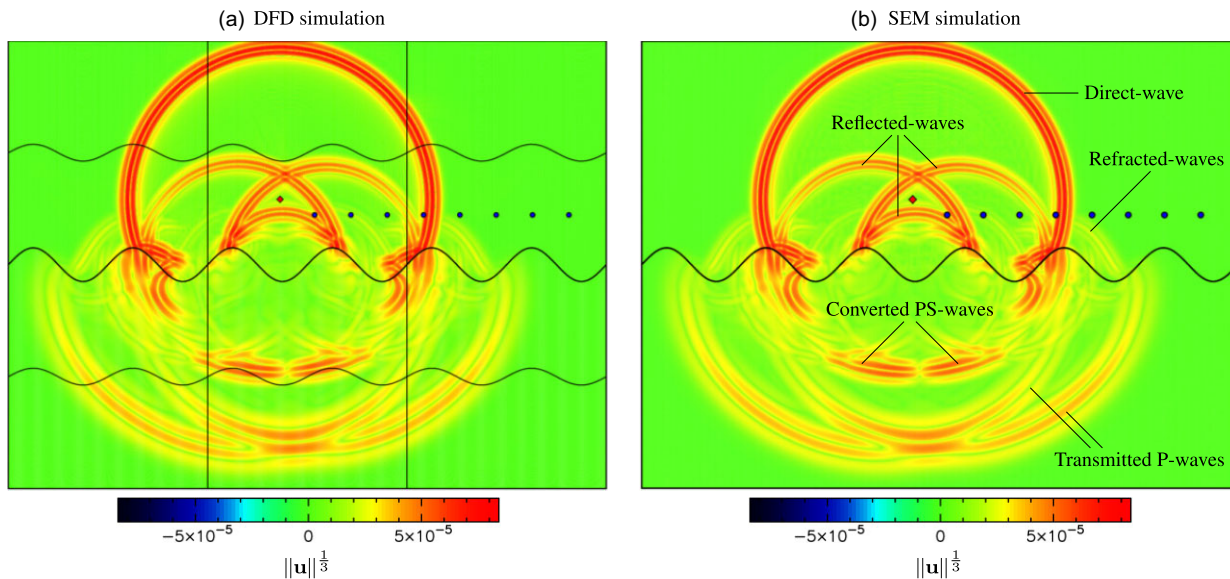 (a) DFD simulation
(b) SEM simulation
Direct-wave
Reflected-waves
Refracted-waves
Converted PS-waves
Transmitted P-waves
−5×10⁻⁵ 0 5×10⁻⁵
||u||^{1/3}
−5×10⁻⁵ 0 5×10⁻⁵
||u||^{1/3}